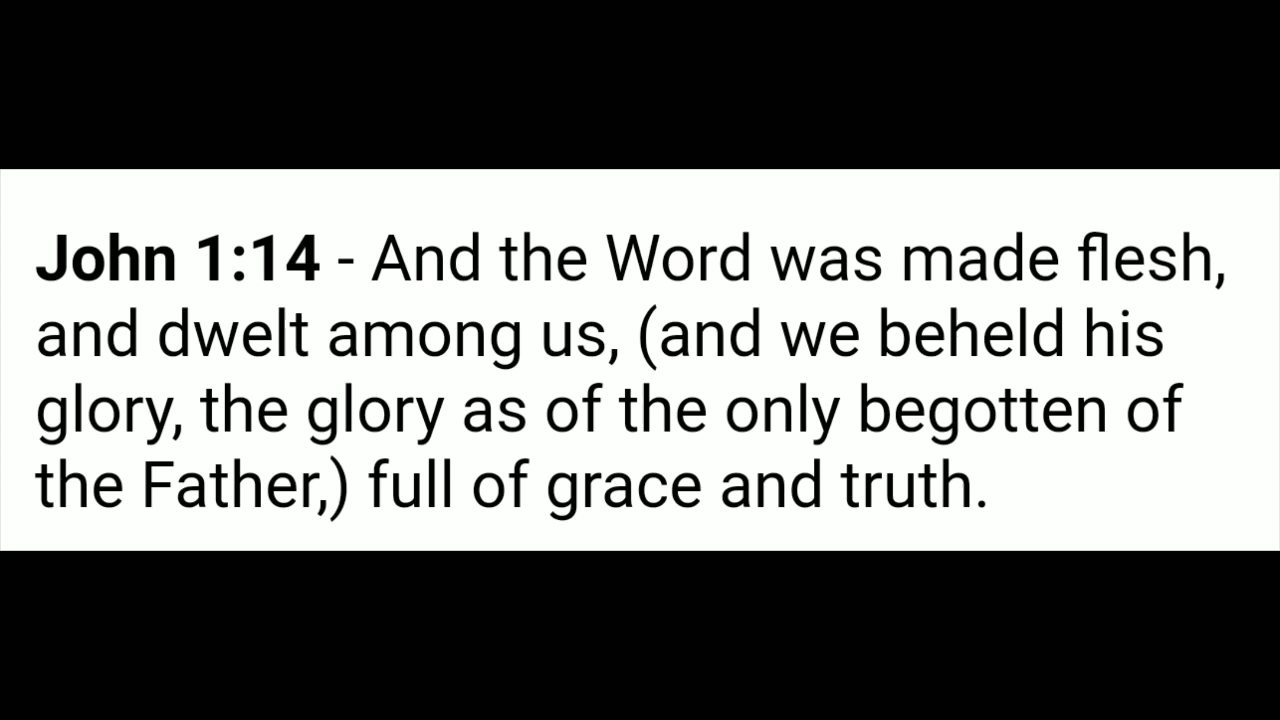 John 1:14 - And the Word was made flesh,
and dwelt among us, (and we beheld his
glory, the glory as of the only begotten of
the Father,) full of grace and truth.